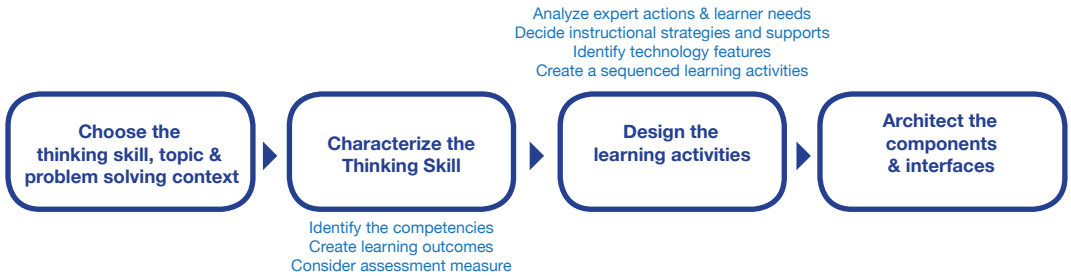 Analyze expert actions & learner needs
Decide instructional strategies and supports
Identify technology features
Create a sequenced learning activities
Choose the
thinking skill, topic &
problem solving context
Characterize the
Thinking Skill
Design the
learning activities
Architect the
components
& interfaces
Identify the competencies
Create learning outcomes
Consider assessment measure